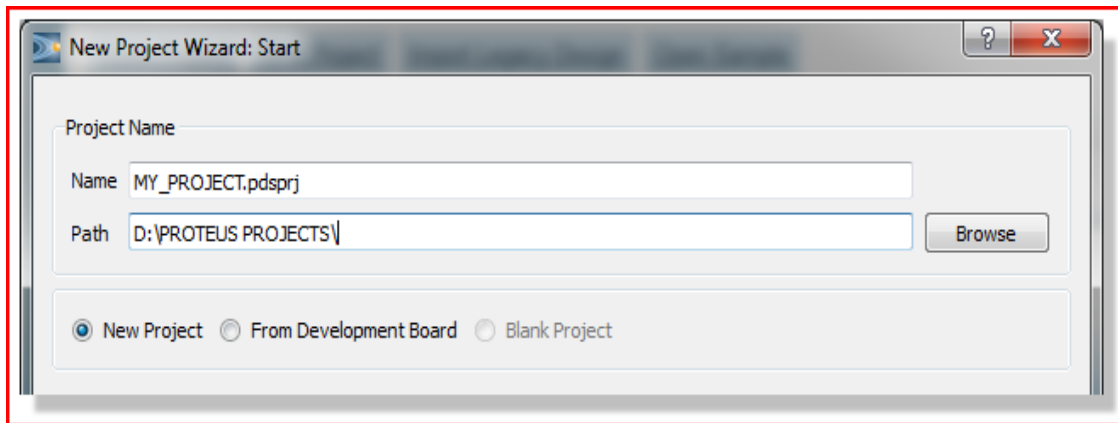 New Project Wizard: Start
Project Name
Name MY_PROJECT.pdsprj
Path D:\PROTEUS PROJECTS\ Browse
New Project From Development Board Blank Project